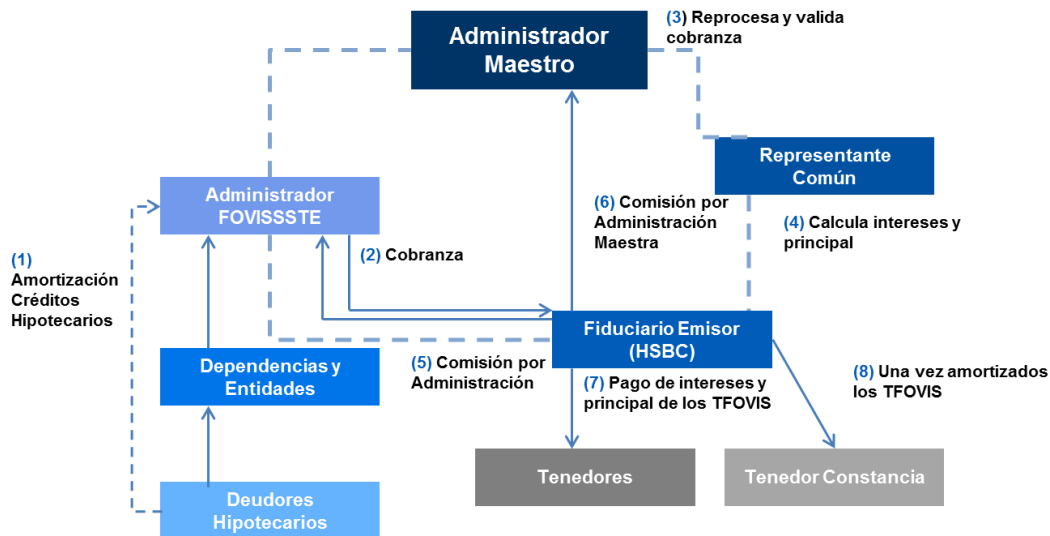 Administrador
Maestro
(3) Reprocesa y valida
cobranza
Representante
Común
Administrador
FOVISSSTE
(6) Comisión por
Administración
Maestra
(4) Calcula intereses y
principal
(2) Cobranza
(1)
Amortización
Créditos
Hipotecarios
Fiduciario Emisor
(HSBC)
Dependencias y
Entidades
(5) Comisión por
Administración
(7) Pago de intereses y
principal de los TFOVIS
(8) Una vez amortizados
los TFOVIS
Tenedores
Tenedor Constancia
Deudores
Hipotecarios